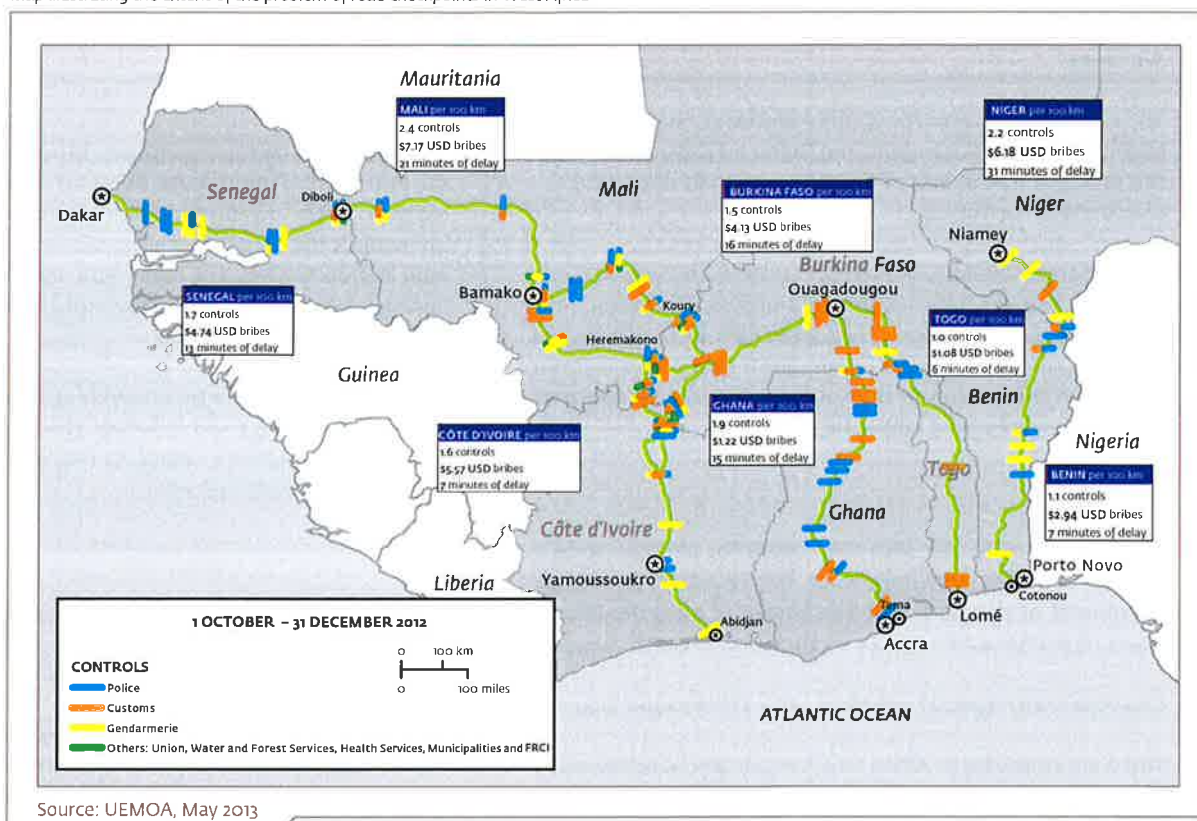 Mauritania
MALI per 100 km
2.4 controls
$7.17 USD bribes
21 minutes of delay
NIGER per 100 km
2.2 controls
$6.18 USD bribes
31 minutes of delay
Mali
BURKINA FASO per 100 km
1.5 controls
$4.13 USD bribes
16 minutes of delay
Senegal
Diboli
Dakar
Niger
Niamey
Burkina Faso
Ouagadougou
SENEGAL per 100 km
1.7 controls
$4.74 USD bribes
13 minutes of delay
Bamako
Koury
Heremakono
TOGO per 100 km
1.0 controls
$1.08 USD bribes
6 minutes of delay
Guinea
Benin
GHANA per 100 km
1.9 controls
$1.22 USD bribes
15 minutes of delay
CÔTE D'IVOIRE per 100 km
1.6 controls
$5.57 USD bribes
7 minutes of delay
Nigeria
Togo
BENIN per 100 km
1.1 controls
$2.94 USD bribes
7 minutes of delay
Ghana
Côte d'Ivoire
Yamoussoukro
Liberia
Porto Novo
Cotonou
Lomé
Tema
Accra
Abidjan
ATLANTIC OCEAN
1 OCTOBER – 31 DECEMBER 2012
0 100 km
0 100 miles
CONTROLS
Police
Customs
Gendarmerie
Others: Union, Water and Forest Services, Health Services, Municipalities and FRCI
Source: UEMOA, May 2013